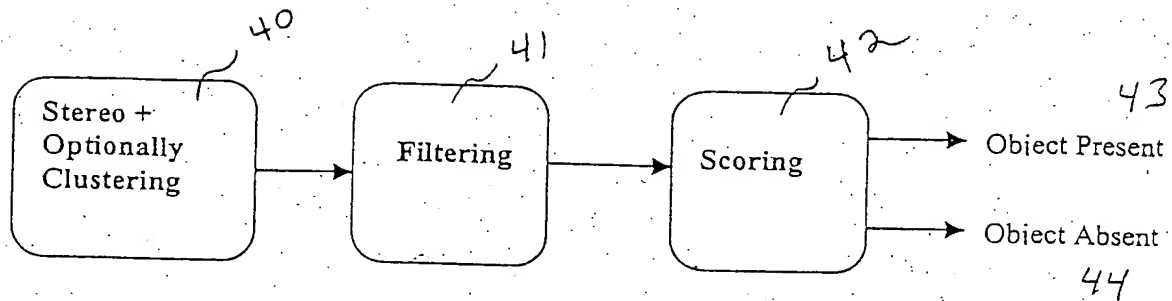 40
41
42
43
Stereo +
Optionally
Clustering
Filtering
Scoring
Object Present
Object Absent
44